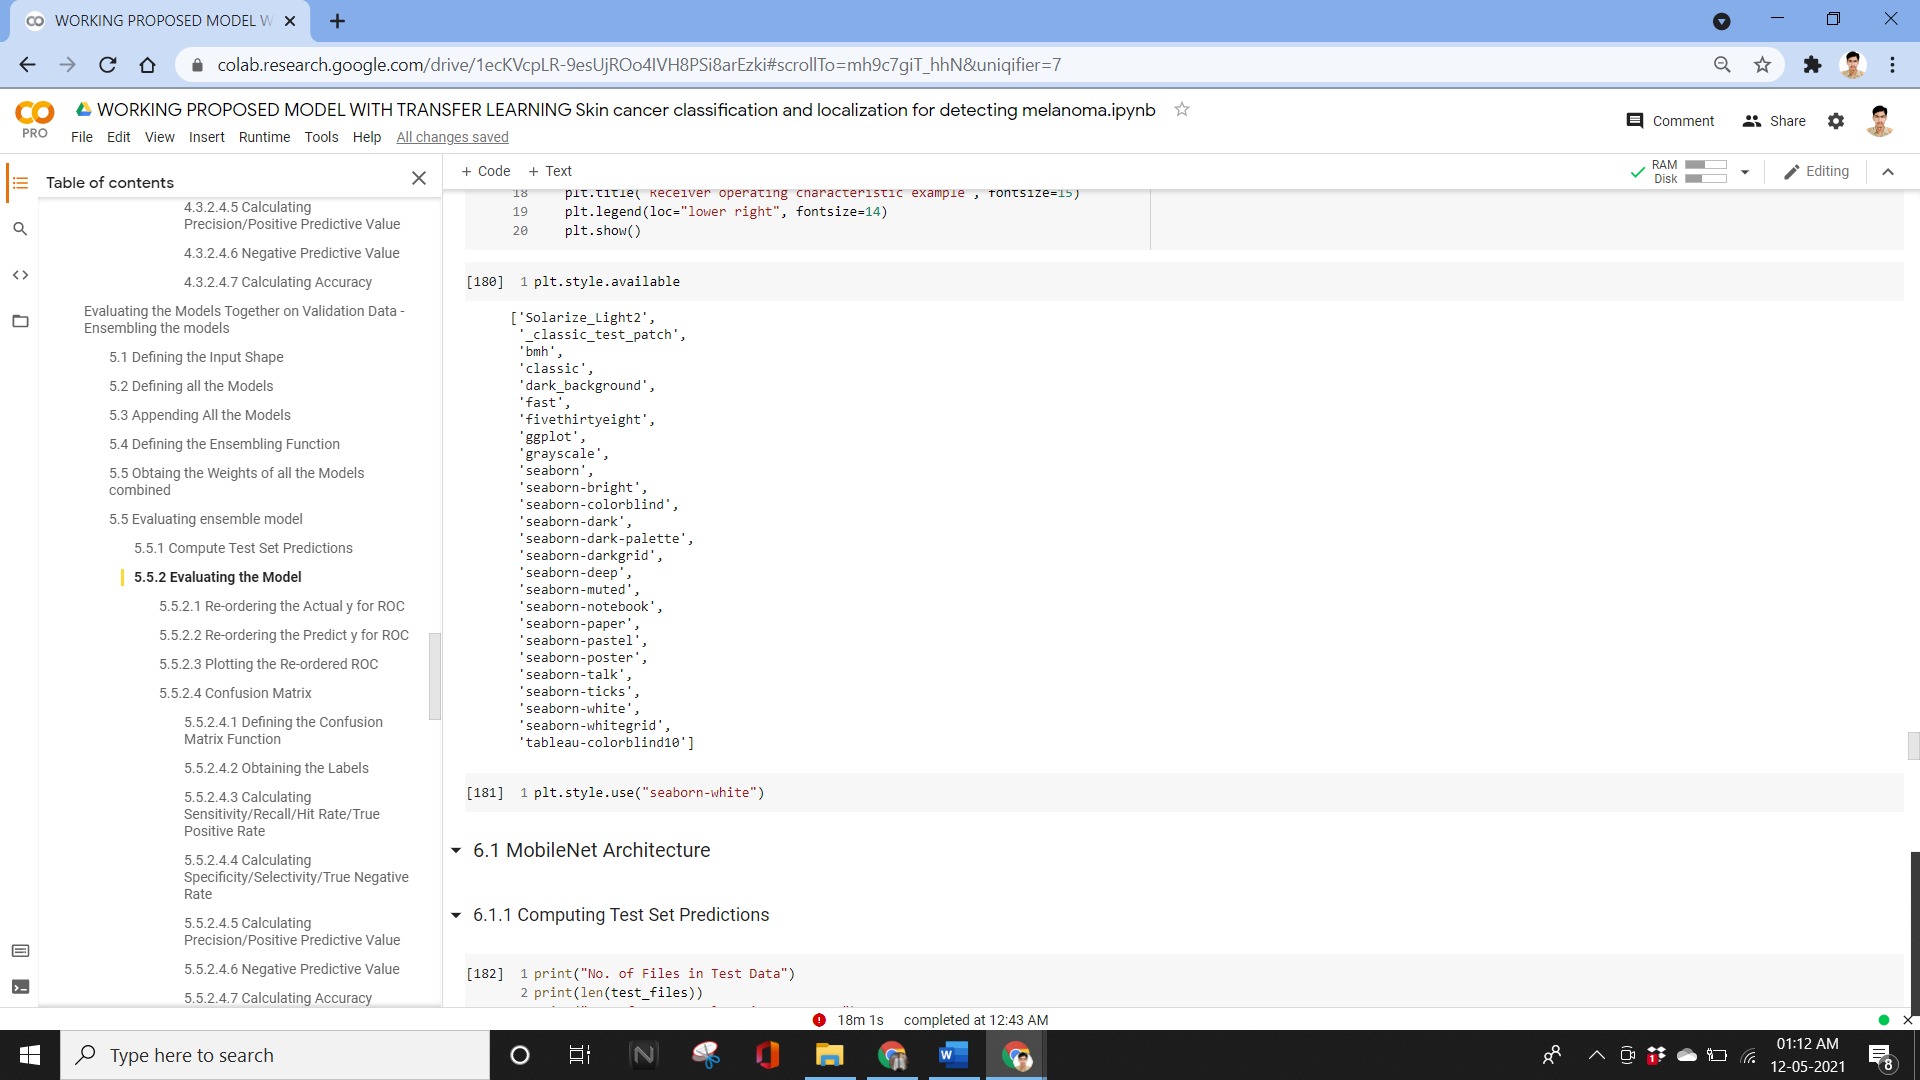 WORKING PROPOSED MODEL W
colab.research.google.com/drive/1ecKVcpLR-9esUjROo4IVH8PSi8arEzki#scrollTo=mh9c7giT_hhN&uniqifier=7
CO
PRO
WORKING PROPOSED MODEL WITH TRANSFER LEARNING Skin cancer classification and localization for detecting melanoma.ipynb
File Edit View Insert Runtime Tools Help All changes saved
Comment
Share
Table of contents
4.3.2.4.5 Calculating
Precision/Positive Predictive Value
4.3.2.4.6 Negative Predictive Value
4.3.2.4.7 Calculating Accuracy
Evaluating the Models Together on Validation Data -
Ensembling the models
5.1 Defining the Input Shape
5.2 Defining all the Models
5.3 Appending All the Models
5.4 Defining the Ensembling Function
5.5 Obtaing the Weights of all the Models
combined
5.5 Evaluating ensemble model
5.5.1 Compute Test Set Predictions
5.5.2 Evaluating the Model
5.5.2.1 Re-ordering the Actual y for ROC
5.5.2.2 Re-ordering the Predict y for ROC
5.5.2.3 Plotting the Re-ordered ROC
5.5.2.4 Confusion Matrix
5.5.2.4.1 Defining the Confusion
Matrix Function
5.5.2.4.2 Obtaining the Labels
5.5.2.4.3 Calculating
Sensitivity/Recall/Hit Rate/True
Positive Rate
5.5.2.4.4 Calculating
Specificity/Selectivity/True Negative
Rate
5.5.2.4.5 Calculating
Precision/Positive Predictive Value
5.5.2.4.6 Negative Predictive Value
5.5.2.4.7 Calculating Accuracy
+ Code + Text
RAM
Disk
Editing
18 plt.title('Receiver operating characteristic example', fontsize=15)
19 plt.legend(loc="lower right", fontsize=14)
20 plt.show()
[180] 1 plt.style.available
['Solarize_Light2',
'_classic_test_patch',
'bmh',
'classic',
'dark_background',
'fast',
'fivethirtyeight',
'ggplot',
'grayscale',
'seaborn',
'seaborn-bright',
'seaborn-colorblind',
'seaborn-dark',
'seaborn-dark-palette',
'seaborn-darkgrid',
'seaborn-deep',
'seaborn-muted',
'seaborn-notebook',
'seaborn-paper',
'seaborn-pastel',
'seaborn-poster',
'seaborn-talk',
'seaborn-ticks',
'seaborn-white',
'seaborn-whitegrid',
'tableau-colorblind10']
[181] 1 plt.style.use("seaborn-white")
6.1 MobileNet Architecture
6.1.1 Computing Test Set Predictions
[182] 1 print("No. of Files in Test Data")
2 print(len(test_files))
18m 1s completed at 12:43 AM
Type here to search
01:12 AM
12-05-2021
8